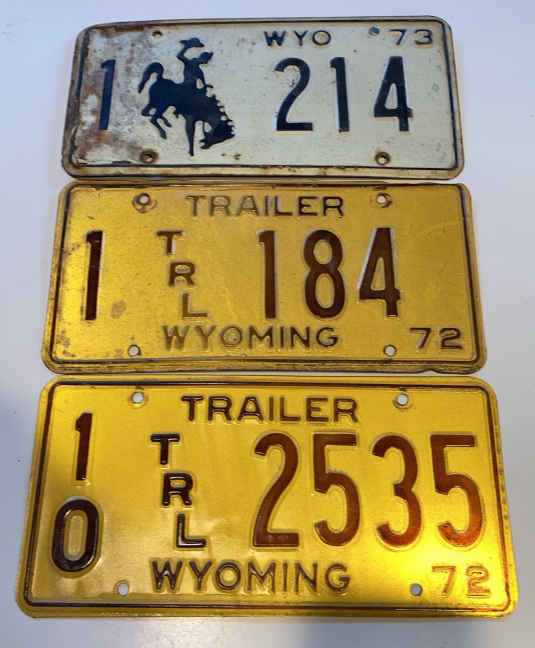 WYO 73
1 214
TRAILER
1 TRL 184
WYOMING 72
TRAILER
10 TRL 2535
WYOMING 72